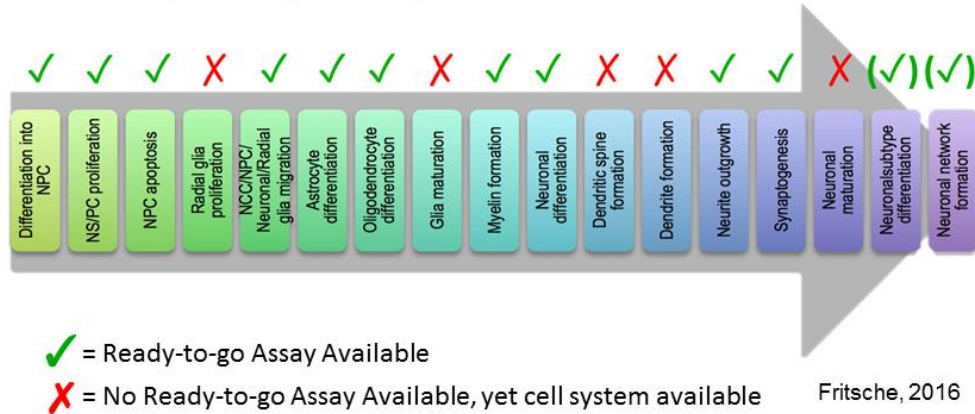 Differentiation into
NPC
NS/PC proliferation
NPC apoptosis
Radial glia
proliferation
NCC/NPC/
Neuronal/Radial
glia migration
Astrocyte
differentiation
Oligodendrocyte
differentiation
Glia maturation
Myelin formation
Neuronal
differentiation
Dendritic spine
formation
Dendrite formation
Neurite outgrowth
Synaptogenesis
Neuronal
maturation
Neuronalsubtype
differentiation
Neuronal network
formation
✓ = Ready-to-go Assay Available
✗ = No Ready-to-go Assay Available, yet cell system available
Fritsche, 2016